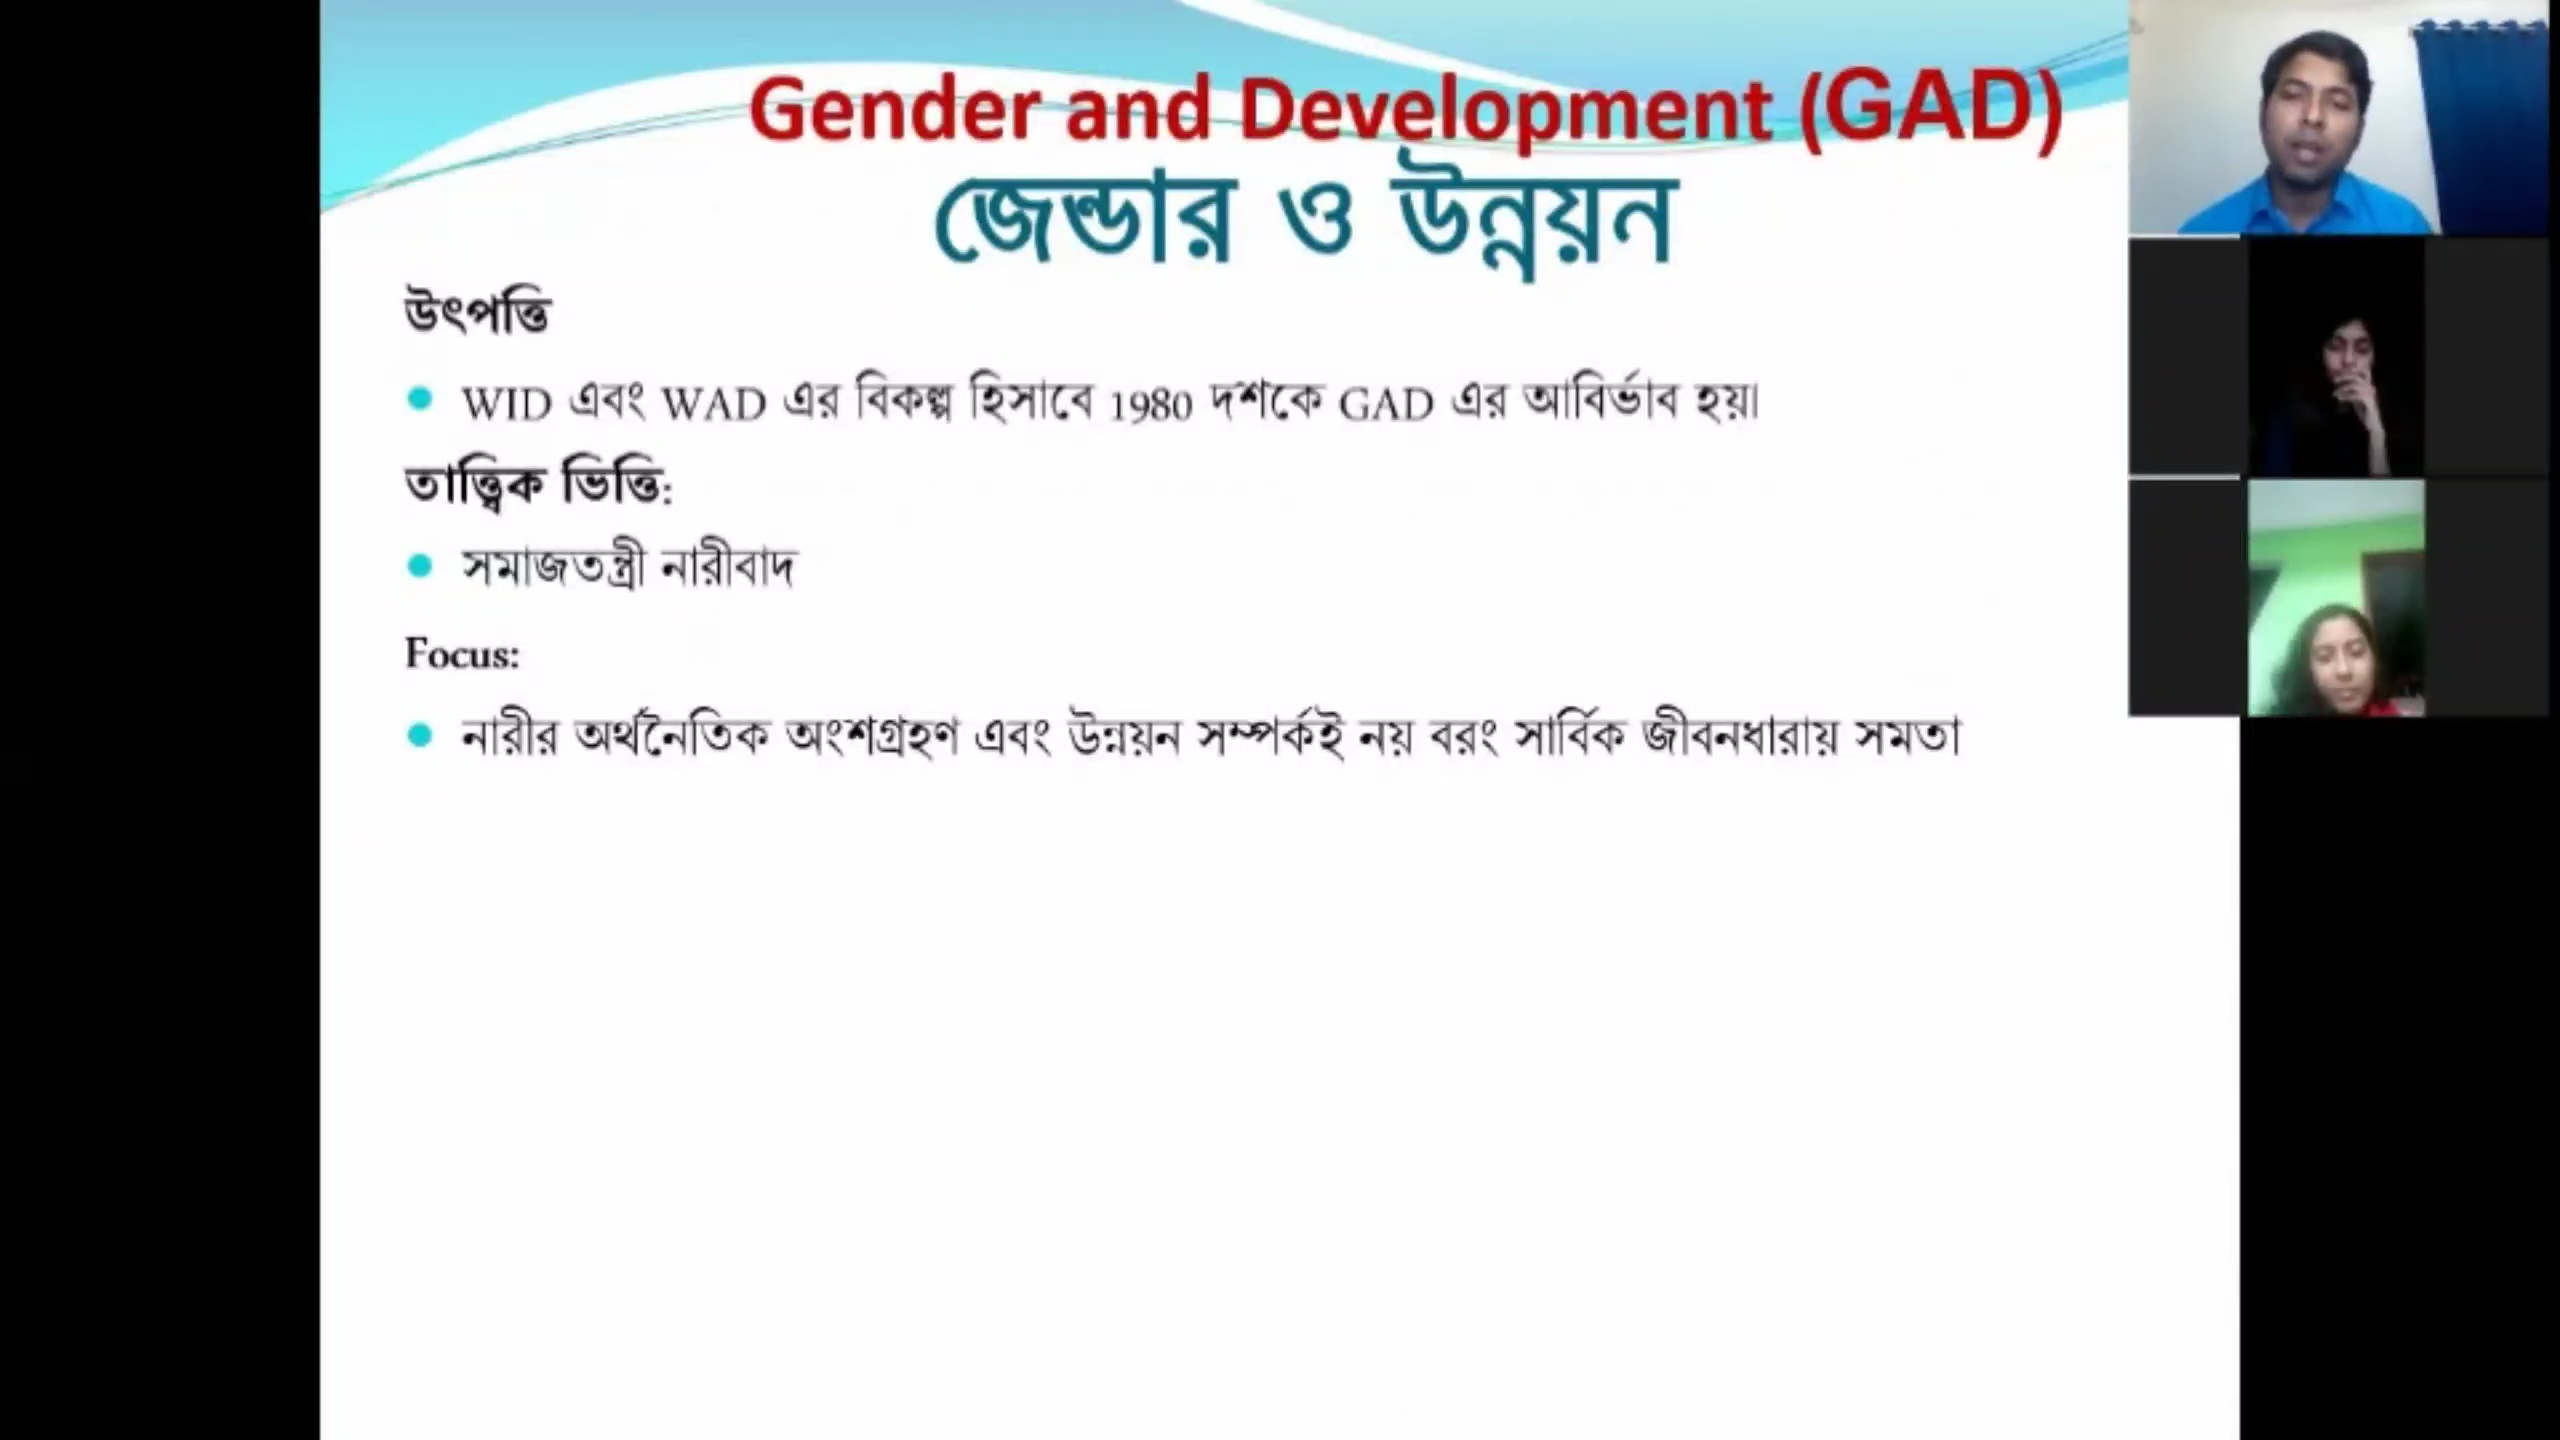 Gender and Development (GAD)
জেন্ডার ও উন্নয়ন
উৎপত্তি
WID এবং WAD এর বিকল্প হিসাবে 1980 দশকে GAD এর আবির্ভাব হয়।
তাত্ত্বিক ভিত্তি:
সমাজতন্ত্রী নারীবাদ
Focus:
নারীর অর্থনৈতিক অংশগ্রহণ এবং উন্নয়ন সম্পর্কই নয় বরং সার্বিক জীবনধারায় সমতা